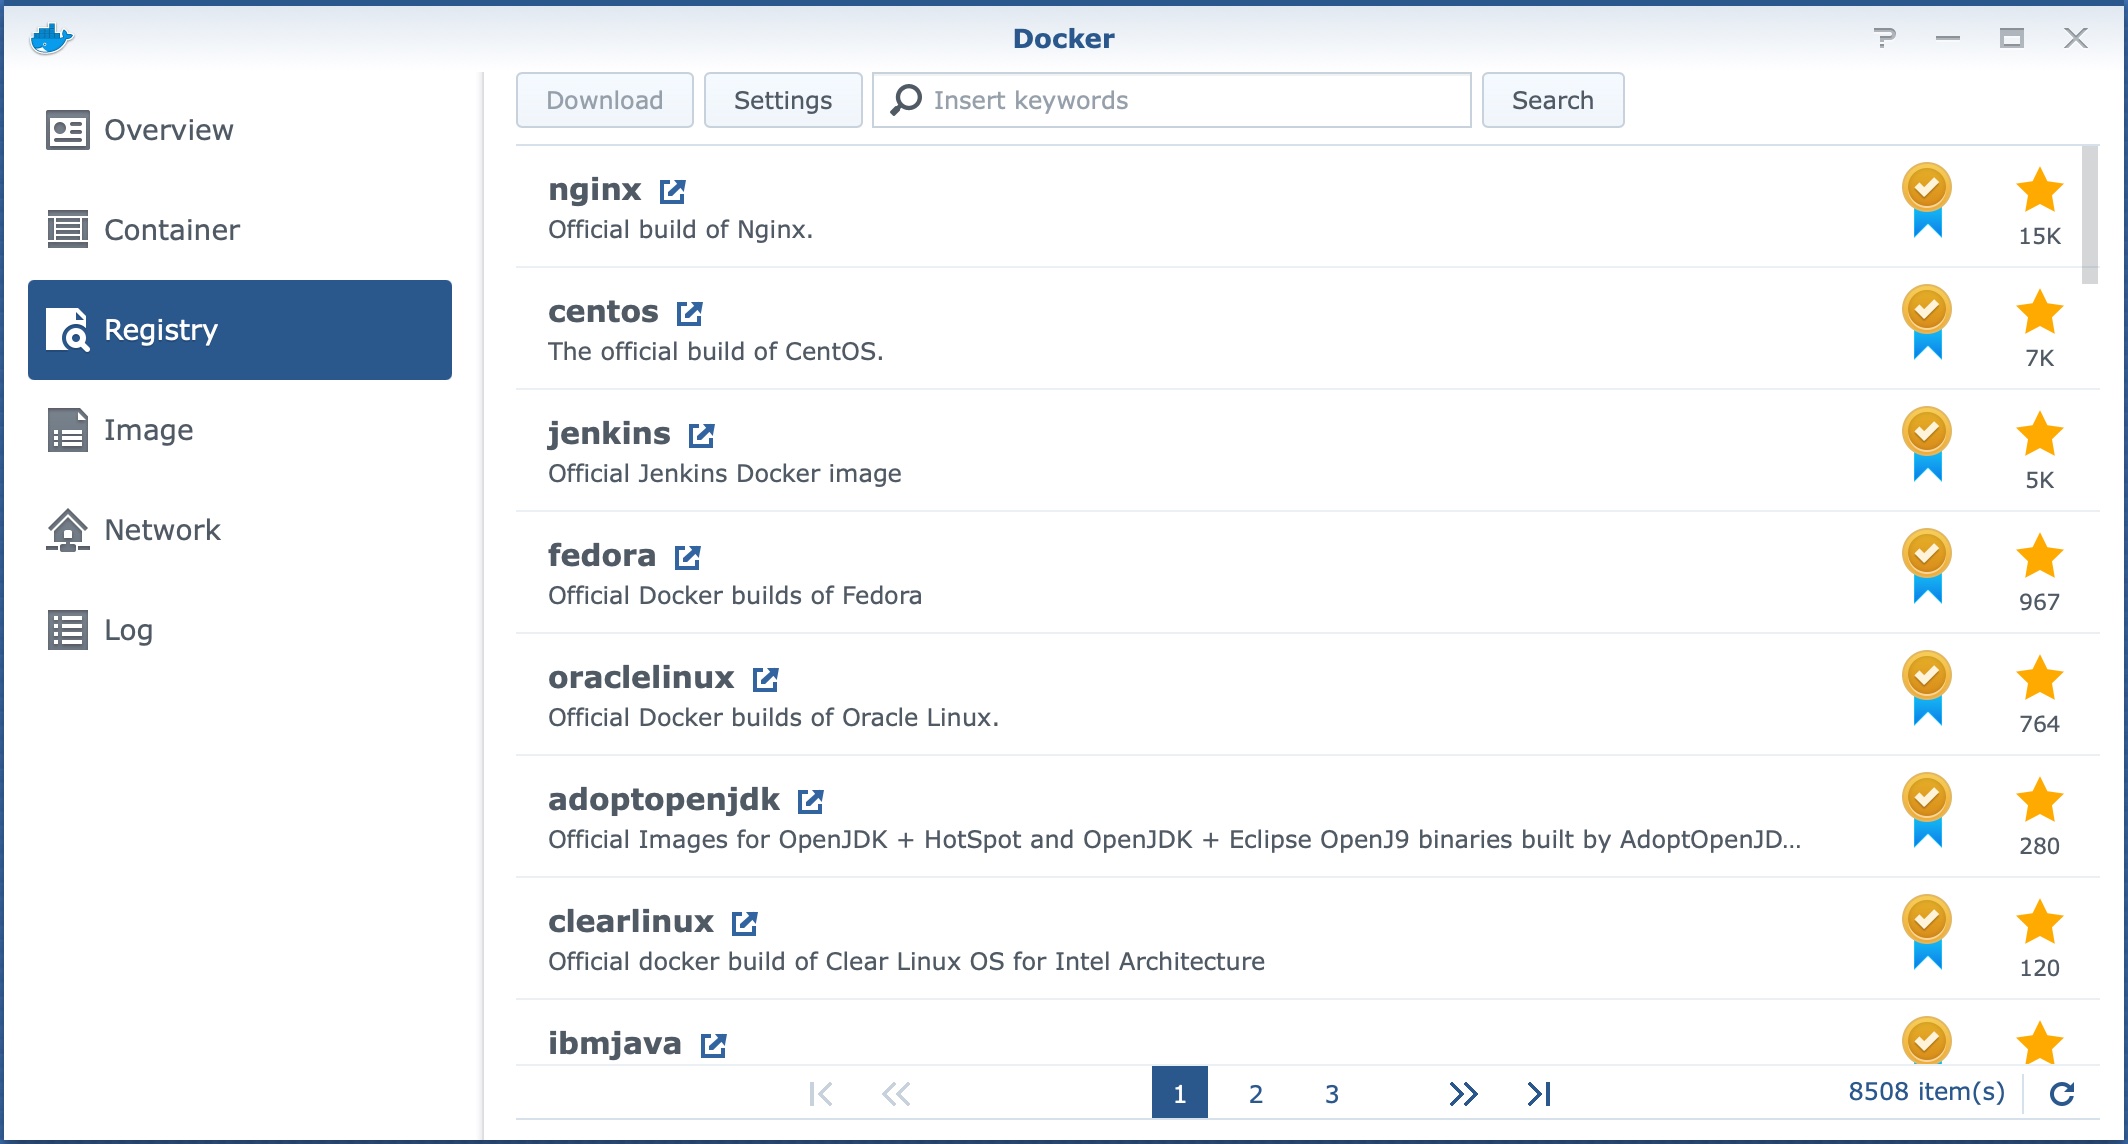 Docker
Overview
Container
Registry
Image
Network
Log
Download Settings Insert keywords Search
nginx
Official build of Nginx.
15K
centos
The official build of CentOS.
7K
jenkins
Official Jenkins Docker image
5K
fedora
Official Docker builds of Fedora
967
oraclelinux
Official Docker builds of Oracle Linux.
764
adoptopenjdk
Official Images for OpenJDK + HotSpot and OpenJDK + Eclipse OpenJ9 binaries built by AdoptOpenJD...
280
clearlinux
Official docker build of Clear Linux OS for Intel Architecture
120
ibmjava
1 2 3
8508 item(s)